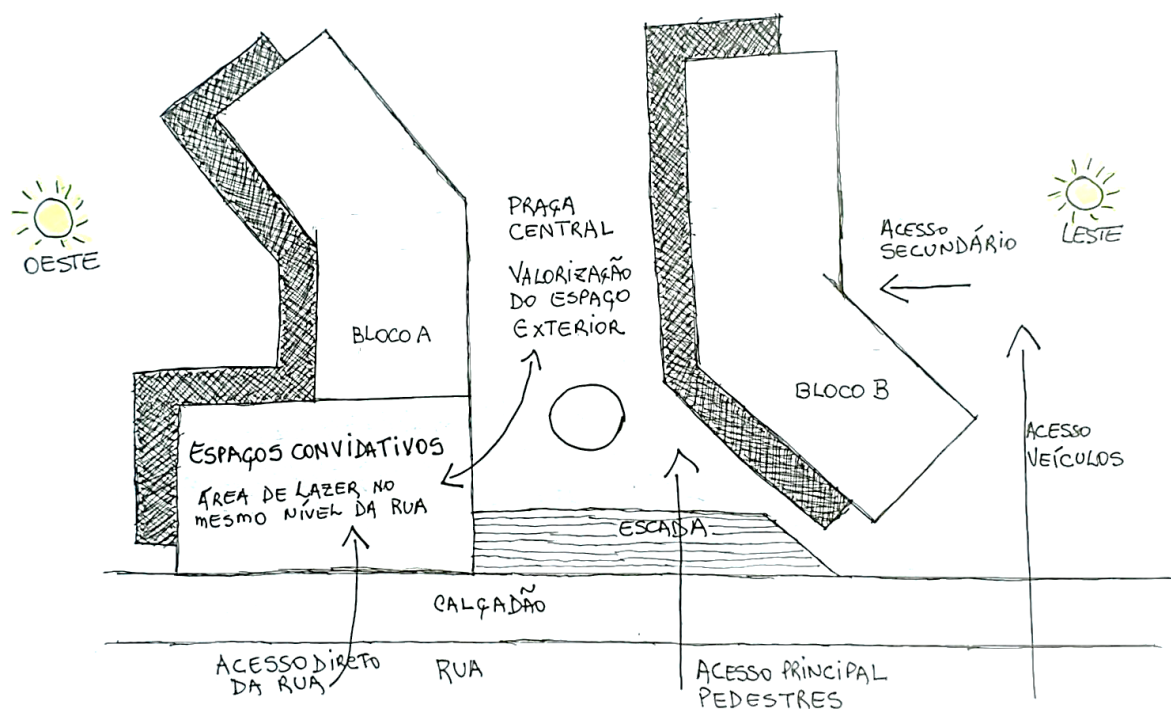 OESTE
BLOCO A
PRAÇA
CENTRAL
VALORIZAÇÃO
DO ESPAÇO
EXTERIOR
ACESSO
SECUNDÁRIO
LESTE
BLOCO B
ACESSO
VEÍCULOS
ESPAÇOS CONVIDATIVOS
ÁREA DE LAZER NO
MESMO NÍVEL DA RUA
ESCADA
CALÇADÃO
ACESSO DIRETO
DA RUA
RUA
ACESSO PRINCIPAL
PEDESTRES